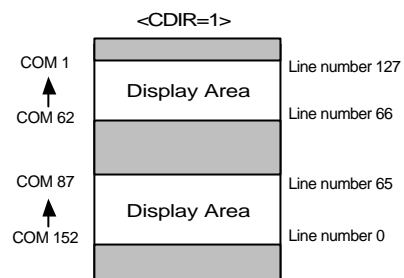 <CDIR=1>
COM 1
Line number 127
Display Area
COM 62
Line number 66
COM 87
Line number 65
Display Area
COM 152
Line number 0